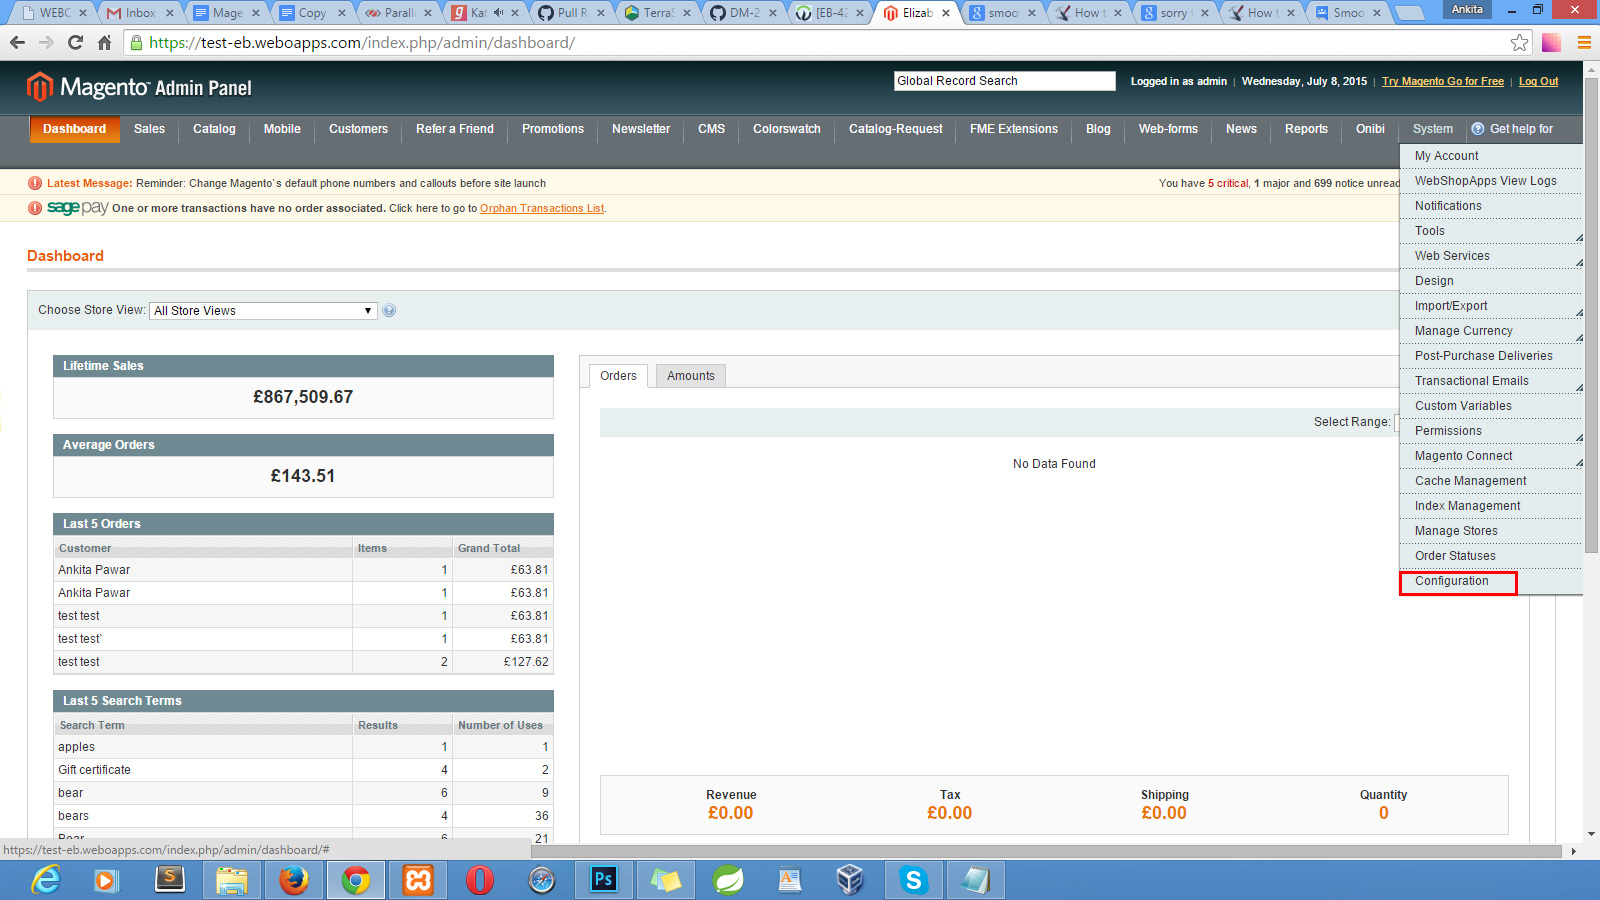 WEBC
Inbox
Mage
Copy
Parall
Kat
Pull R
TerraS
DM-2
[EB-42
Elizab
smoo
How t
sorry t
How t
Smoo
Ankita
https://test-eb.weboapps.com/index.php/admin/dashboard/
Magento Admin Panel
Global Record Search
Logged in as admin | Wednesday, July 8, 2015 | Try Magento Go for Free | Log Out
Dashboard Sales Catalog Mobile Customers Refer a Friend Promotions Newsletter CMS Colorswatch Catalog-Request FME Extensions Blog Web-forms News Reports Onibi System Get help for
Latest Message: Reminder: Change Magento`s default phone numbers and callouts before site launch
You have 5 critical, 1 major and 699 notice unread
sage pay One or more transactions have no order associated. Click here to go to Orphan Transactions List.
My Account
WebShopApps View Logs
Notifications
Tools
Web Services
Design
Import/Export
Manage Currency
Post-Purchase Deliveries
Transactional Emails
Custom Variables
Permissions
Magento Connect
Cache Management
Index Management
Manage Stores
Order Statuses
Configuration
Dashboard
Choose Store View: All Store Views
Lifetime Sales
£867,509.67
Average Orders
£143.51
Last 5 Orders
Customer Items Grand Total
Ankita Pawar 1 £63.81
Ankita Pawar 1 £63.81
test test 1 £63.81
test test` 1 £63.81
test test 2 £127.62
Last 5 Search Terms
Search Term Results Number of Uses
apples 1 1
Gift certificate 4 2
bear 6 9
bears 4 36
Bear 6 21
Orders Amounts
Select Range:
No Data Found
Revenue Tax Shipping Quantity
£0.00 £0.00 £0.00 0
https://test-eb.weboapps.com/index.php/admin/dashboard/#